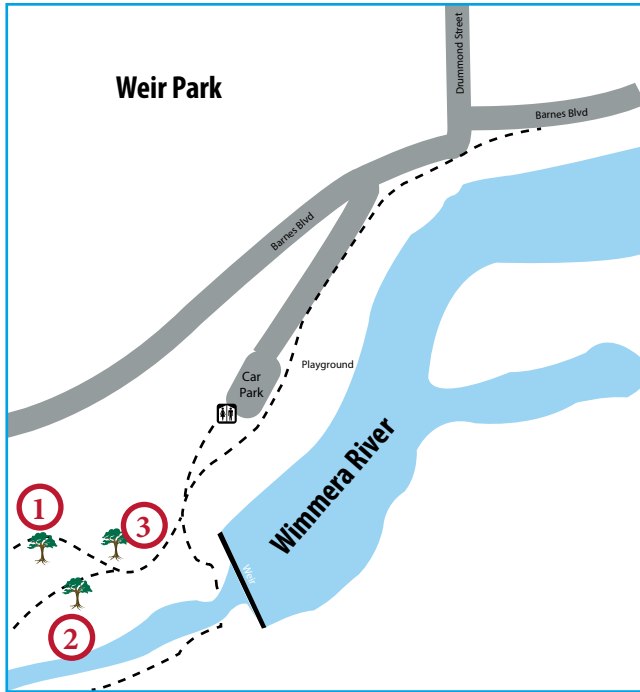 Drummond Street
Weir Park
Barnes Blvd
Barnes Blvd
Playground
Car
Park
Wimmera River
1
3
Weir
2